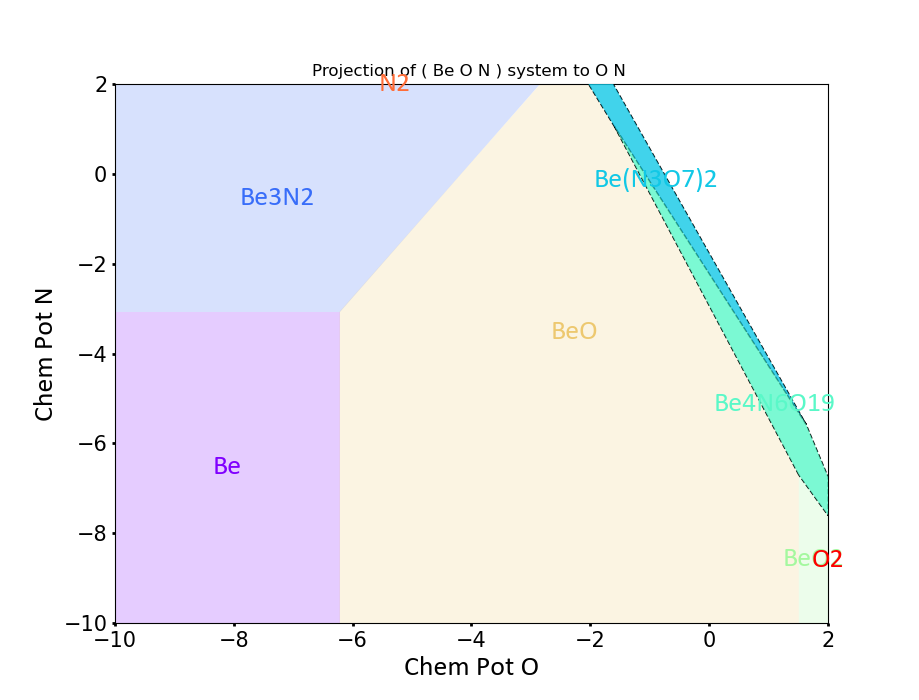 Projection of ( Be O N ) system to O N
N2
Be3N2
Be(N3O7)2
BeO
Be4N6O19
Be
Be
O2
Chem Pot N
2
0
−2
−4
−6
−8
−10
−10 −8 −6 −4 −2 0 2
Chem Pot O